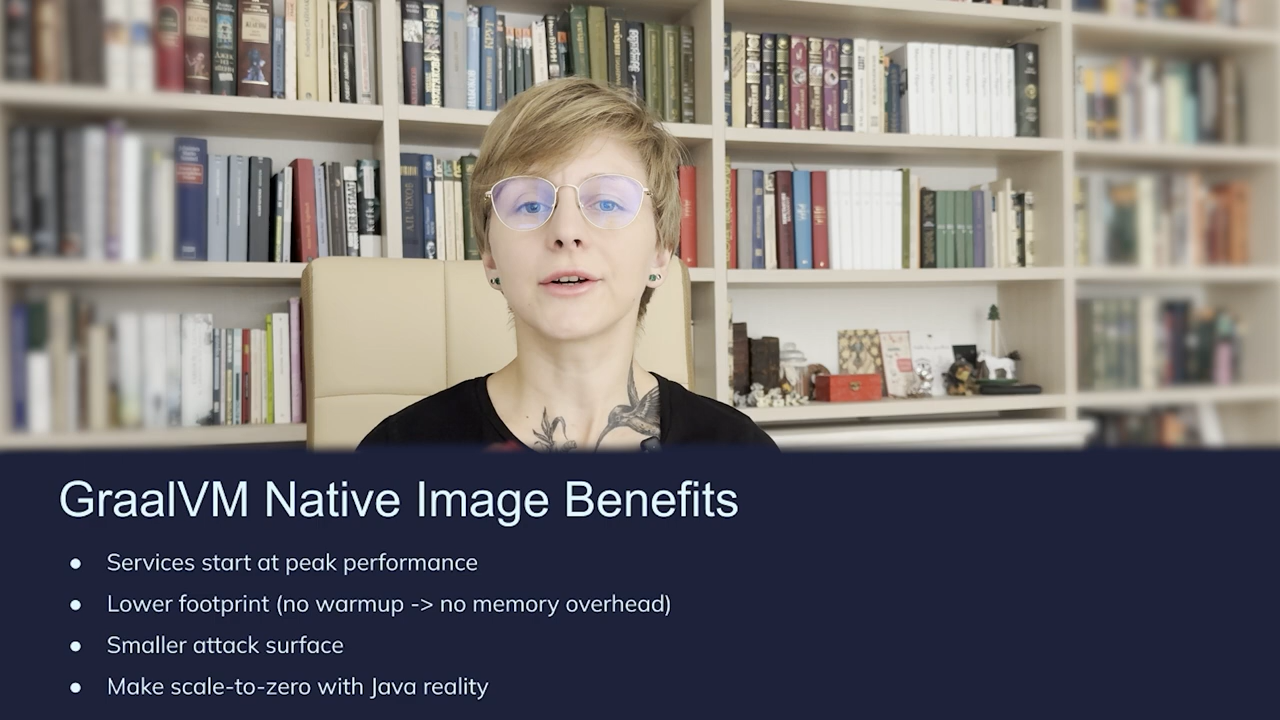 GraalVM Native Image Benefits
● Services start at peak performance
● Lower footprint (no warmup -> no memory overhead)
● Smaller attack surface
● Make scale-to-zero with Java reality